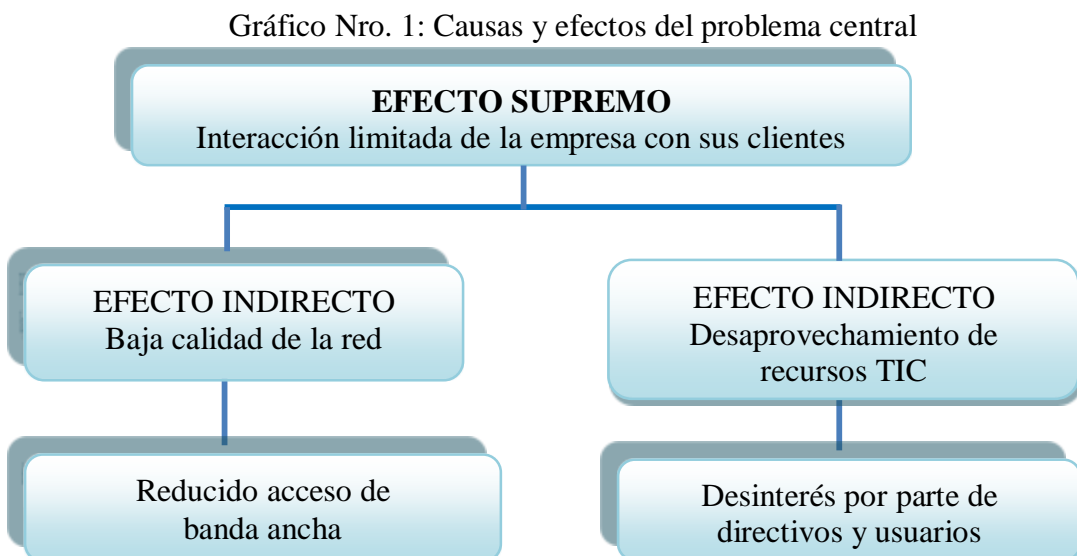 Gráfico Nro. 1: Causas y efectos del problema central
EFECTO SUPREMO
Interacción limitada de la empresa con sus clientes
EFECTO INDIRECTO
Baja calidad de la red
EFECTO INDIRECTO
Desaprovechamiento de
recursos TIC
Reducido acceso de
banda ancha
Desinterés por parte de
directivos y usuarios